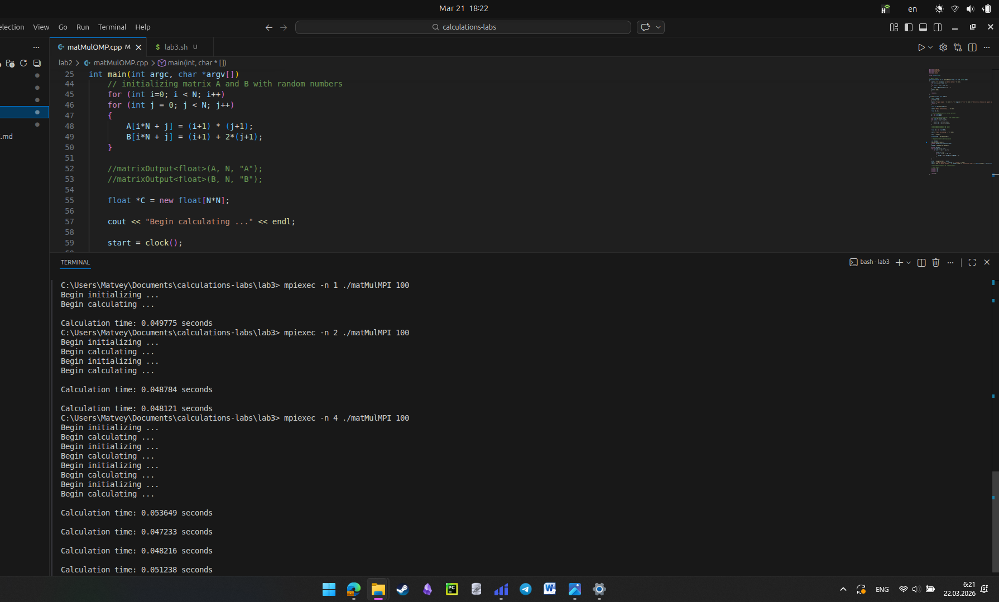 Mar 21 18:22
en
election View Go Run Terminal Help
calculations-labs
matMulOMP.cpp M
lab3.sh U
lab2 > matMulOMP.cpp > main(int, char * [])
25 int main(int argc, char *argv[])
44 // initializing matrix A and B with random numbers
45 for (int i=0; i < N; i++)
46 for (int j = 0; j < N; j++)
47 {
48 A[i*N + j] = (i+1) * (j+1);
49 B[i*N + j] = (i+1) + 2*(j+1);
50 }
51
52 //matrixOutput<float>(A, N, "A");
53 //matrixOutput<float>(B, N, "B");
54
55 float *C = new float[N*N];
56
57 cout << "Begin calculating ..." << endl;
58
59 start = clock();
.md
TERMINAL
bash - lab3
C:\Users\Matvey\Documents\calculations-labs\lab3> mpiexec -n 1 ./matMulMPI 100
Begin initializing ...
Begin calculating ...
Calculation time: 0.049775 seconds
C:\Users\Matvey\Documents\calculations-labs\lab3> mpiexec -n 2 ./matMulMPI 100
Begin initializing ...
Begin calculating ...
Begin initializing ...
Begin calculating ...
Calculation time: 0.048784 seconds
Calculation time: 0.048121 seconds
C:\Users\Matvey\Documents\calculations-labs\lab3> mpiexec -n 4 ./matMulMPI 100
Begin initializing ...
Begin calculating ...
Begin initializing ...
Begin calculating ...
Begin initializing ...
Begin calculating ...
Begin initializing ...
Begin calculating ...
Calculation time: 0.053649 seconds
Calculation time: 0.047233 seconds
Calculation time: 0.048216 seconds
Calculation time: 0.051238 seconds
PC
W
ENG
6:21
22.03.2026